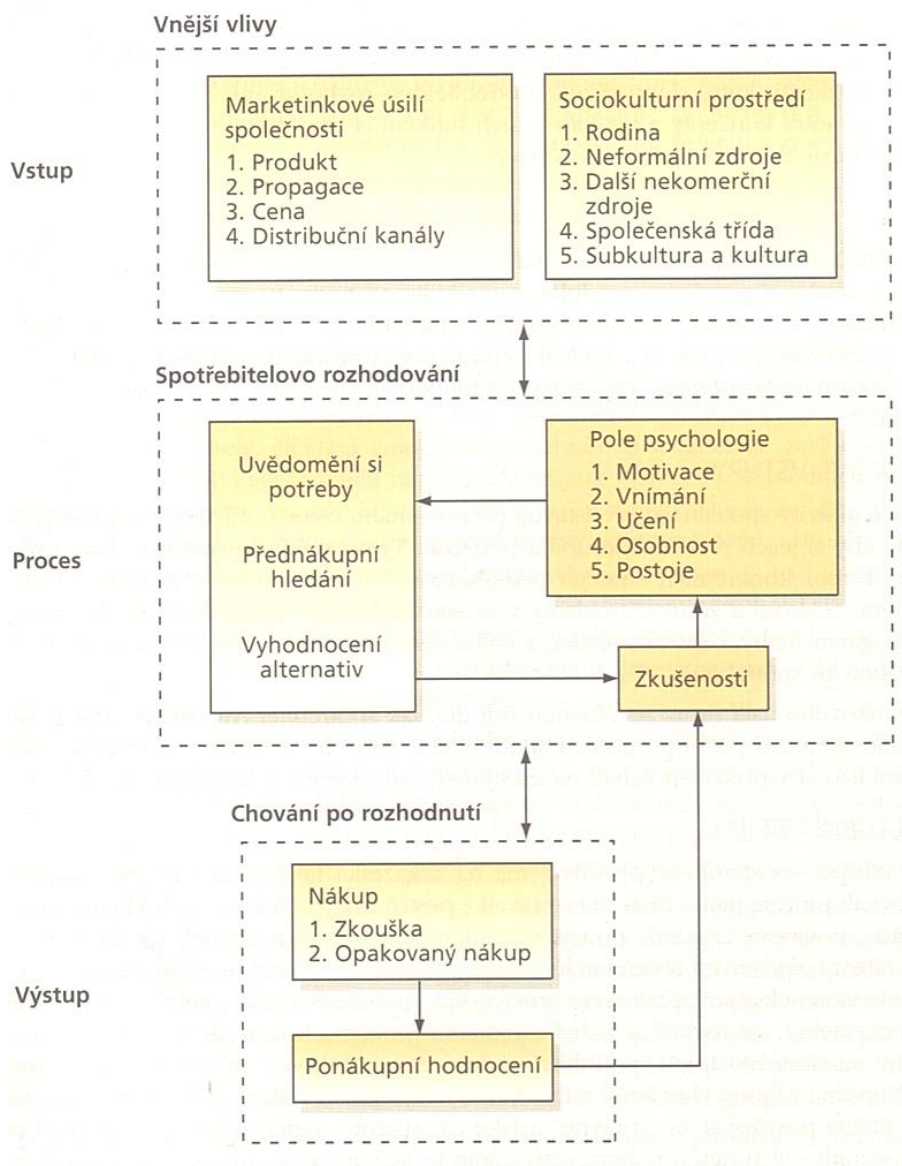 Vnější vlivy
Vstup
Marketinkové úsilí
společnosti
1. Produkt
2. Propagace
3. Cena
4. Distribuční kanály
Sociokulturní prostředí
1. Rodina
2. Neformální zdroje
3. Další nekomerční
zdroje
4. Společenská třída
5. Subkultura a kultura
Spotřebitelovo rozhodování
Proces
Uvědomění si
potřeby
Přednákupní
hledání
Vyhodnocení
alternativ
Pole psychologie
1. Motivace
2. Vnímání
3. Učení
4. Osobnost
5. Postoje
Zkušenosti
Chování po rozhodnutí
Výstup
Nákup
1. Zkouška
2. Opakovaný nákup
Ponákupní hodnocení